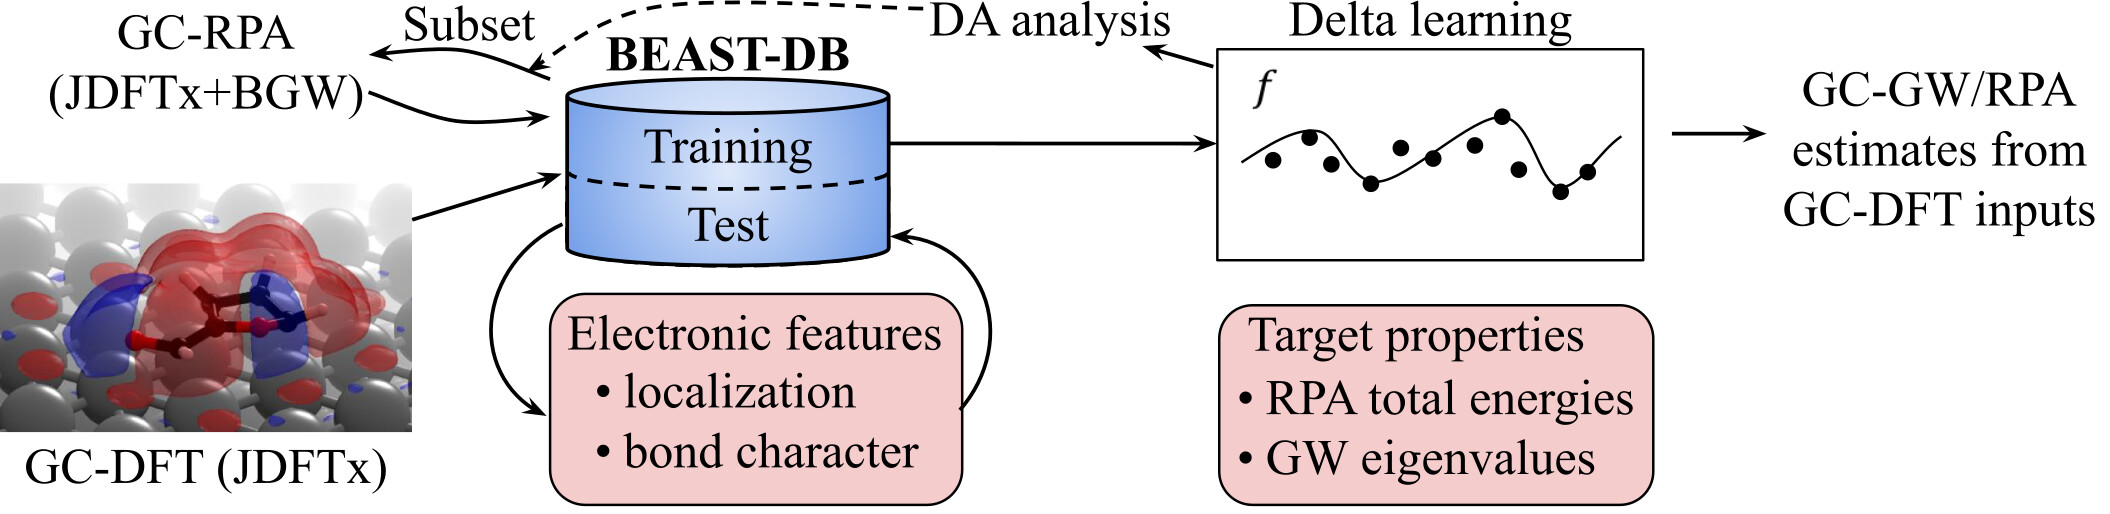 GC-RPA
(JDFTx+BGW)
Subset
DA analysis
BEAST-DB
Training
Test
Delta learning
f
GC-GW/RPA
estimates from
GC-DFT inputs
GC-DFT (JDFTx)
Electronic features
• localization
• bond character
Target properties
• RPA total energies
• GW eigenvalues